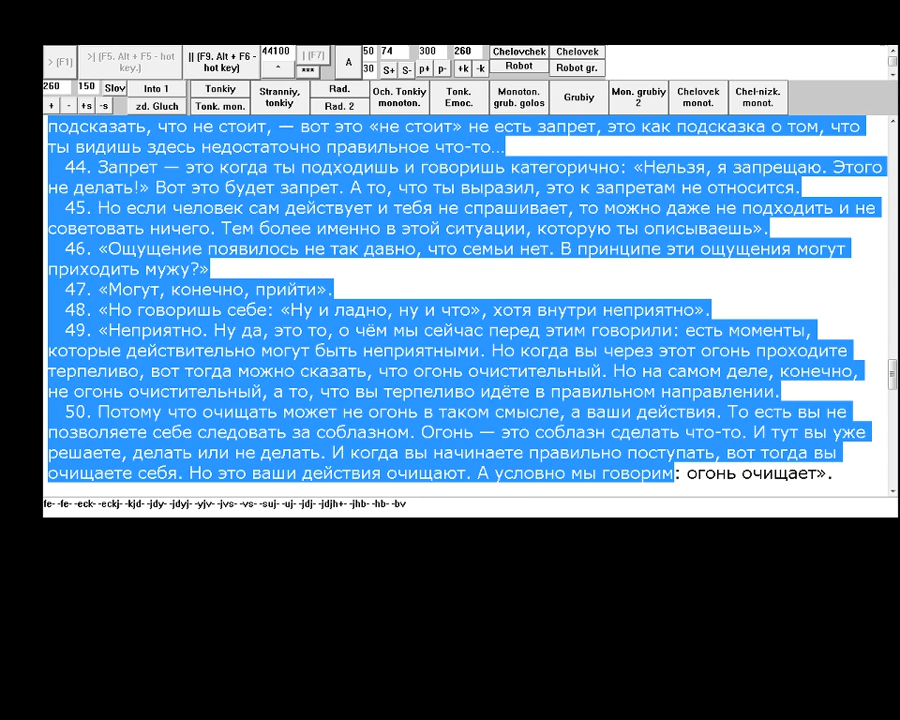 > (F1)
>| (F5. Alt + F5 - hot key.)
|| (F9. Alt + F6 - hot key)
44100
^
| (F7)
***
A
50
30
74
S+ S-
300
p+ p-
260
+k -k
Chelovchek
Robot
Chelovek
Robot gr.
260
+ -
150
+s -s
Slov
Into 1
zd. Gluch
Tonkiy
Tonk. mon.
Stranniy, tonkiy
Rad.
Rad. 2
Och. Tonkiy monoton.
Tonk. Emoc.
Monoton. grub. golos
Grubiy
Mon. grubiy 2
Chelovek monot.
Chel-nizk. monot.
подсказать, что не стоит, — вот это «не стоит» не есть запрет, это как подсказка о том, что
ты видишь здесь недостаточно правильное что-то...
44. Запрет — это когда ты подходишь и говоришь категорично: «Нельзя, я запрещаю. Этого
не делать!» Вот это будет запрет. А то, что ты выразил, это к запретам не относится.
45. Но если человек сам действует и тебя не спрашивает, то можно даже не подходить и не
советовать ничего. Тем более именно в этой ситуации, которую ты описываешь».
46. «Ощущение появилось не так давно, что семьи нет. В принципе эти ощущения могут
приходить мужу?»
47. «Могут, конечно, прийти».
48. «Но говоришь себе: «Ну и ладно, ну и что», хотя внутри неприятно».
49. «Неприятно. Ну да, это то, о чём мы сейчас перед этим говорили: есть моменты,
которые действительно могут быть неприятными. Но когда вы через этот огонь проходите
терпеливо, вот тогда можно сказать, что огонь очистительный. Но на самом деле, конечно,
не огонь очистительный, а то, что вы терпеливо идёте в правильном направлении.
50. Потому что очищать может не огонь в таком смысле, а ваши действия. То есть вы не
позволяете себе следовать за соблазном. Огонь — это соблазн сделать что-то. И тут вы уже
решаете, делать или не делать. И когда вы начинаете правильно поступать, вот тогда вы
очищаете себя. Но это ваши действия очищают. А условно мы говорим: огонь очищает».
fe- -fe- -eck- -eckj- -kjd- -jdy- -jdyj- -yjv- -jvs- -vs- -suj- -uj- -jdj- -jdjh+- -jhb- -hb- -bv